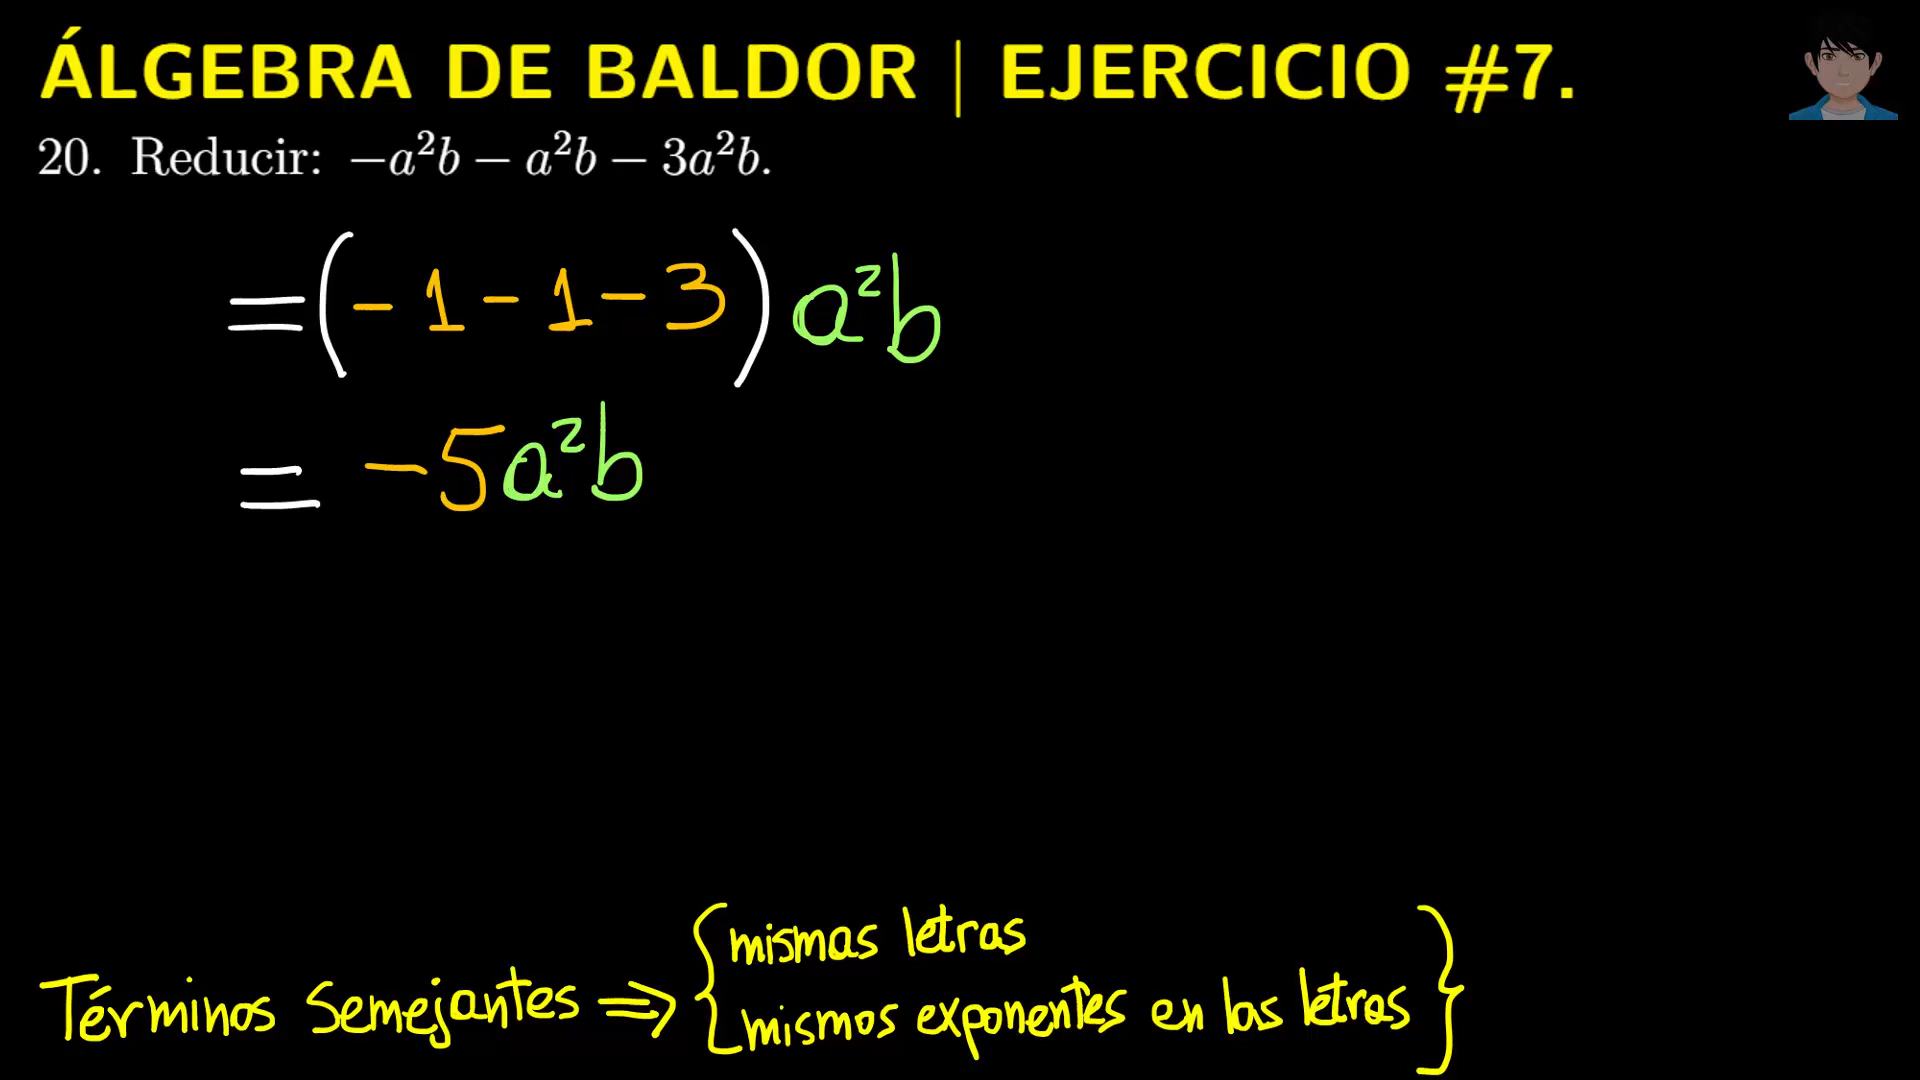 ÁLGEBRA DE BALDOR | EJERCICIO #7.
20. Reducir: −a²b − a²b − 3a²b.
=(-1-1-3)a²b
= -5a²b
mismas letras
Términos Semejantes ⇒ { }
mismos exponentes en las letras